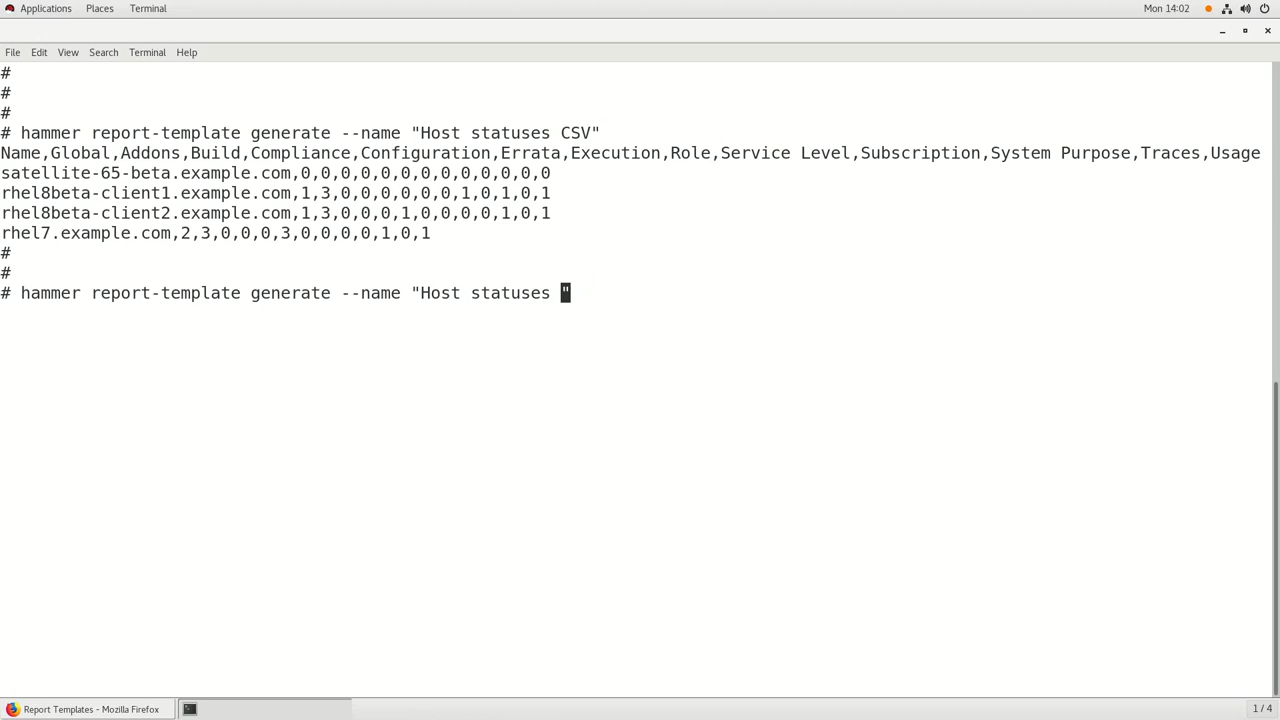 Applications Places Terminal Mon 14:02
File Edit View Search Terminal Help
#
#
#
# hammer report-template generate --name "Host statuses CSV"
Name,Global,Addons,Build,Compliance,Configuration,Errata,Execution,Role,Service Level,Subscription,System Purpose,Traces,Usage
satellite-65-beta.example.com,0,0,0,0,0,0,0,0,0,0,0,0,0
rhel8beta-client1.example.com,1,3,0,0,0,0,0,0,1,0,1,0,1
rhel8beta-client2.example.com,1,3,0,0,0,1,0,0,0,0,1,0,1
rhel7.example.com,2,3,0,0,0,3,0,0,0,0,1,0,1
#
#
# hammer report-template generate --name "Host statuses "
Report Templates - Mozilla Firefox 1 / 4